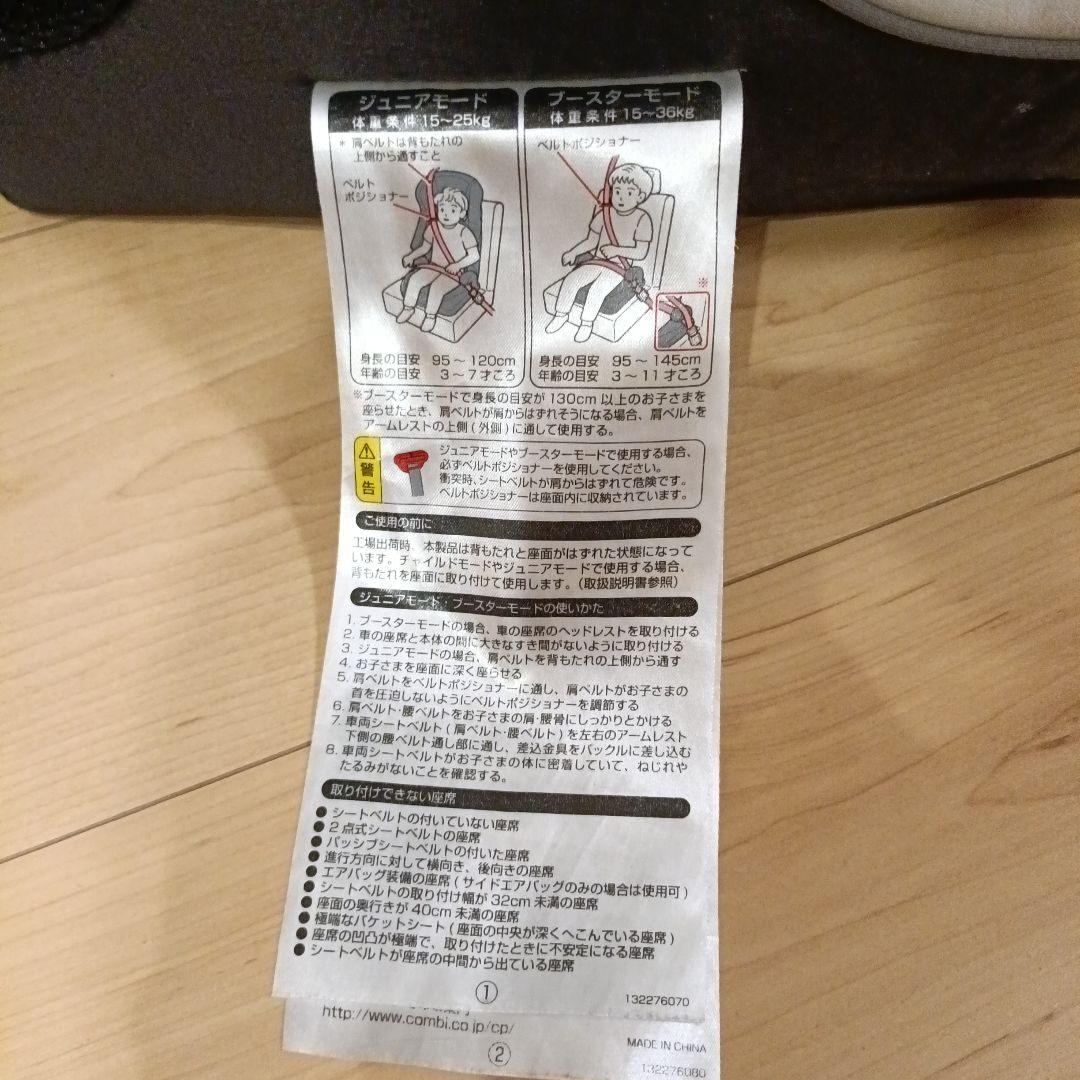 ジュニアモード
体重条件 15～25kg
* 肩ベルトは背もたれの
上側から通すこと
ベルト
ポジショナー
身長の目安 95～120cm
年齢の目安 3～7才ころ
ブースターモード
体重条件 15～36kg
ベルトポジショナー
※
身長の目安 95～145cm
年齢の目安 3～11才ころ
※ブースターモードで身長の目安が130cm以上のお子さまを
座らせたとき、肩ベルトが肩からはずれそうになる場合、肩ベルトを
アームレストの上側(外側)に通して使用する。
警告
ジュニアモードやブースターモードで使用する場合、
必ずベルトポジショナーを使用してください。
衝突時、シートベルトが肩からはずれて危険です。
ベルトポジショナーは座面内に収納されています。
ご使用の前に
工場出荷時、本製品は背もたれと座面がはずれた状態になって
います。チャイルドモードやジュニアモードで使用する場合、
背もたれを座面に取り付けて使用します。(取扱説明書参照)
ジュニアモード・ブースターモードの使いかた
1. ブースターモードの場合、車の座席のヘッドレストを取り付ける
2. 車の座席と本体の間に大きなすき間がないように取り付ける
3. ジュニアモードの場合、肩ベルトを背もたれの上側から通す
4. お子さまを座面に深く座らせる
5. 肩ベルトをベルトポジショナーに通し、肩ベルトがお子さまの
首を圧迫しないようにベルトポジショナーを調節する
6. 肩ベルト・腰ベルトをお子さまの肩・腰骨にしっかりとかける
7. 車両シートベルト(肩ベルト・腰ベルト)を左右のアームレスト
下側の腰ベルト通し部に通し、差込金具をバックルに差し込む
8. 車両シートベルトがお子さまの体に密着していて、ねじれや
たるみがないことを確認する。
取り付けできない座席
● シートベルトの付いていない座席
● 2点式シートベルトの座席
● パッシブシートベルトの付いた座席
● 進行方向に対して横向き、後向きの座席
● エアバッグ装備の座席(サイドエアバッグのみの場合は使用可)
● シートベルトの取り付け幅が32cm未満の座席
● 座面の奥行きが40cm未満の座席
● 極端なバケットシート(座面の中央が深くへこんでいる座席)
● 座席の凹凸が極端で、取り付けたときに不安定になる座席
● シートベルトが座席の中間から出ている座席
①
132276070
http://www.combi.co.jp/cp/
②
MADE IN CHINA
132276080